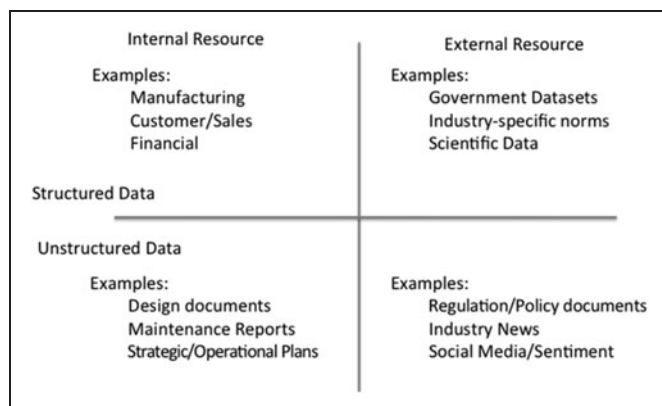 Internal Resource
External Resource
Examples:
Manufacturing
Customer/Sales
Financial
Examples:
Government Datasets
Industry-specific norms
Scientific Data
Structured Data
Unstructured Data
Examples:
Design documents
Maintenance Reports
Strategic/Operational Plans
Examples:
Regulation/Policy documents
Industry News
Social Media/Sentiment